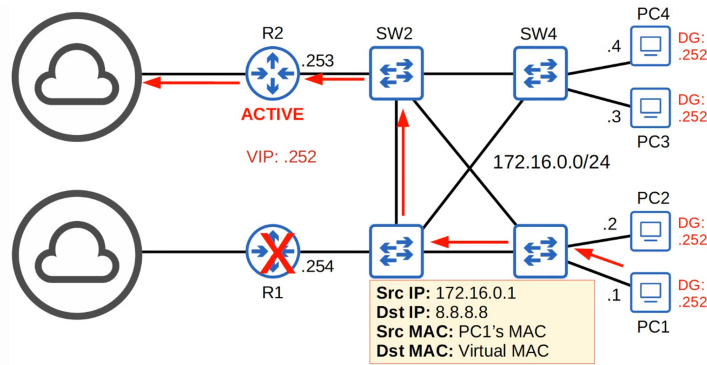 PC4
R2
SW2
SW4
DG:
.252
.4
.253
ACTIVE
.3
DG:
.252
PC3
VIP: .252
172.16.0.0/24
PC2
.2
DG:
.252
.254
R1
.1
DG:
.252
PC1
Src IP: 172.16.0.1
Dst IP: 8.8.8.8
Src MAC: PC1's MAC
Dst MAC: Virtual MAC